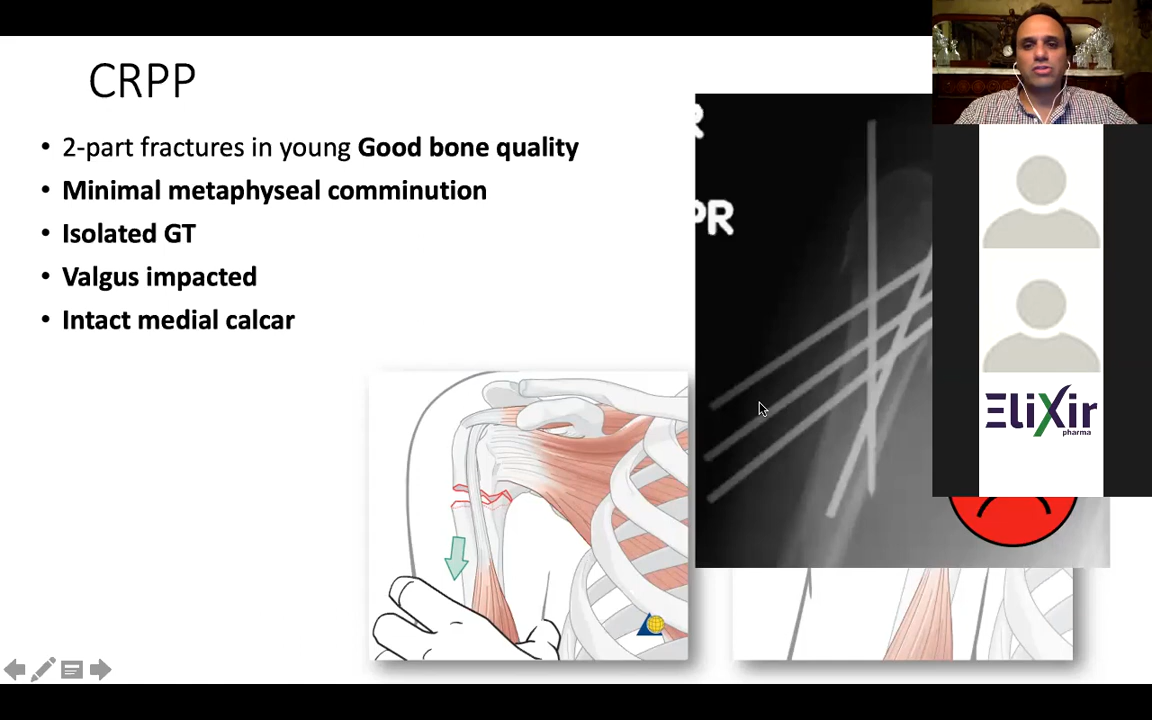 CRPP
• 2-part fractures in young Good bone quality
• Minimal metaphyseal comminution
• Isolated GT
• Valgus impacted
• Intact medial calcar
R
PR
ELiXir
pharma